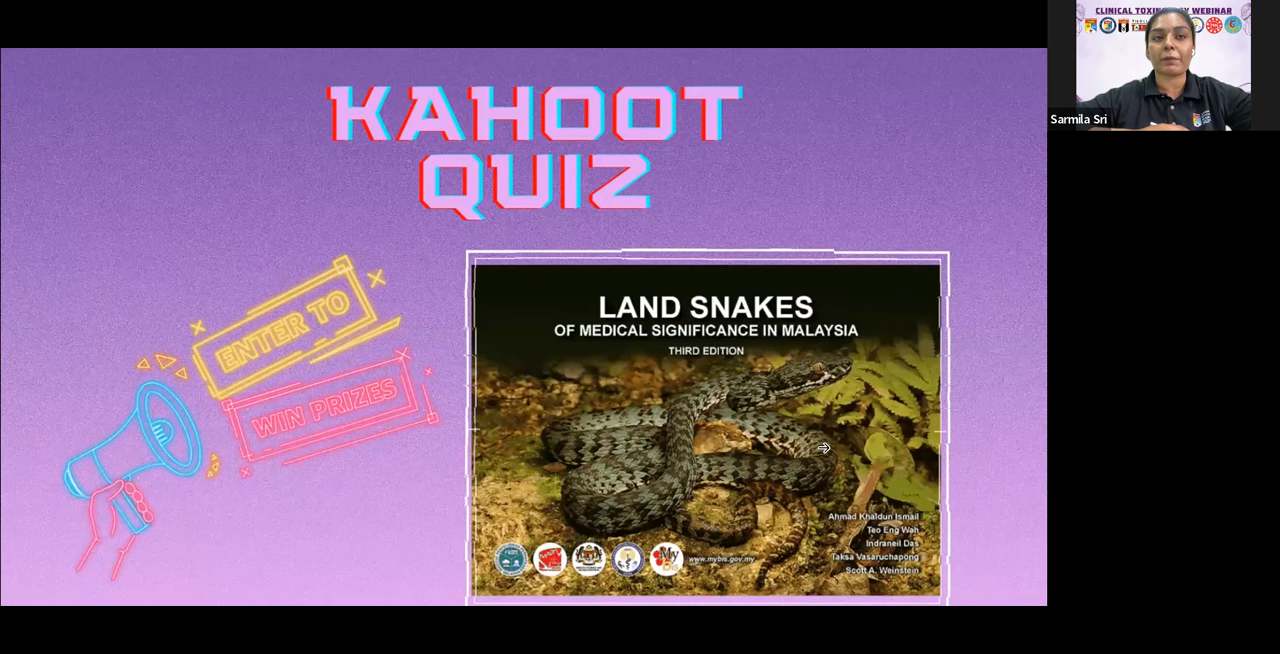 KAHOOT
QUIZ
ENTER TO
WIN PRIZES
LAND SNAKES
OF MEDICAL SIGNIFICANCE IN MALAYSIA
THIRD EDITION
Ahmad Khaldun Ismail
Teo Eng Wah
Indraneil Das
Taksa Vasaruchapong
Scott A. Weinstein
My
www.mybis.gov.my
CLINICAL WEBINAR
Sarmila Sri